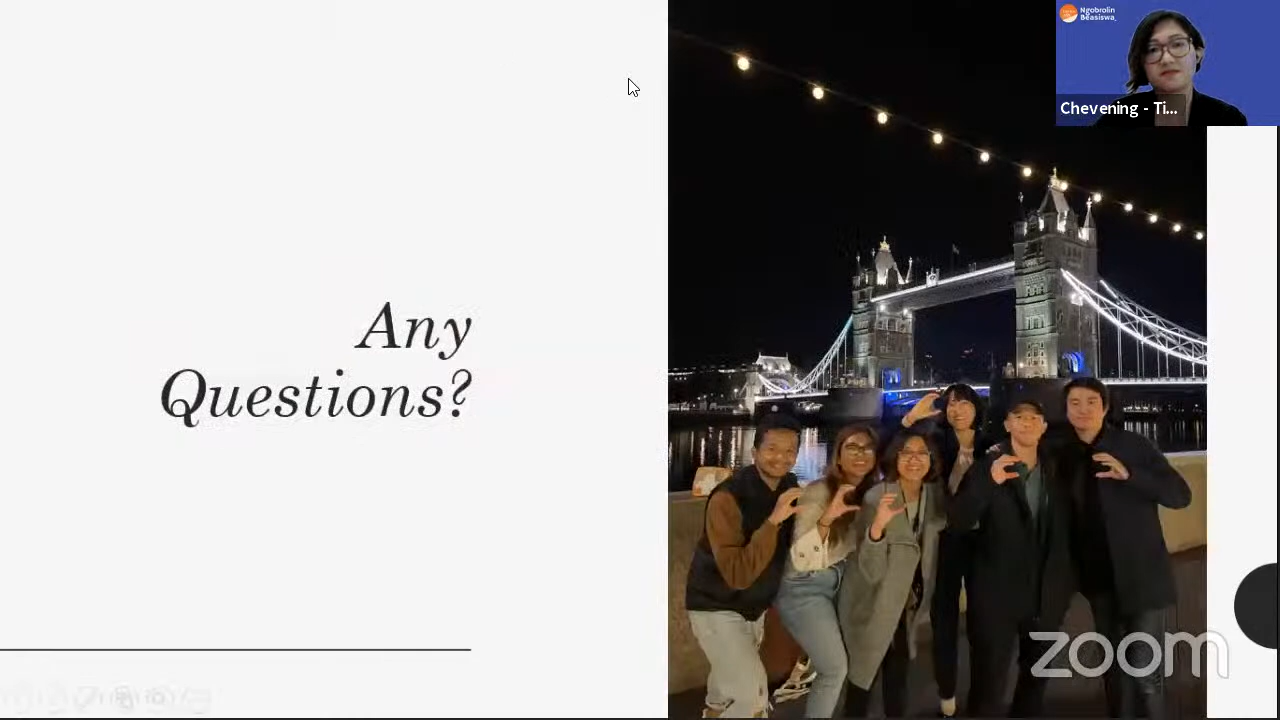 Ngobrolin
Beasiswa
Chevening - Ti...
Any
Questions?
zoom